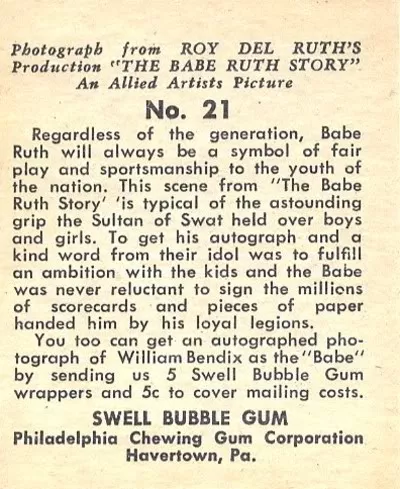 Photograph from ROY DEL RUTH'S
Production "THE BABE RUTH STORY"
An Allied Artists Picture
No. 21
Regardless of the generation, Babe
Ruth will always be a symbol of fair
play and sportsmanship to the youth of
the nation. This scene from "The Babe
Ruth Story' 'is typical of the astounding
grip the Sultan of Swat held over boys
and girls. To get his autograph and a
kind word from their idol was to fulfill
an ambition with the kids and the Babe
was never reluctant to sign the millions
of scorecards and pieces of paper
handed him by his loyal legions.
You too can get an autographed pho-
tograph of William Bendix as the "Babe"
by sending us 5 Swell Bubble Gum
wrappers and 5c to cover mailing costs.
SWELL BUBBLE GUM
Philadelphia Chewing Gum Corporation
Havertown, Pa.